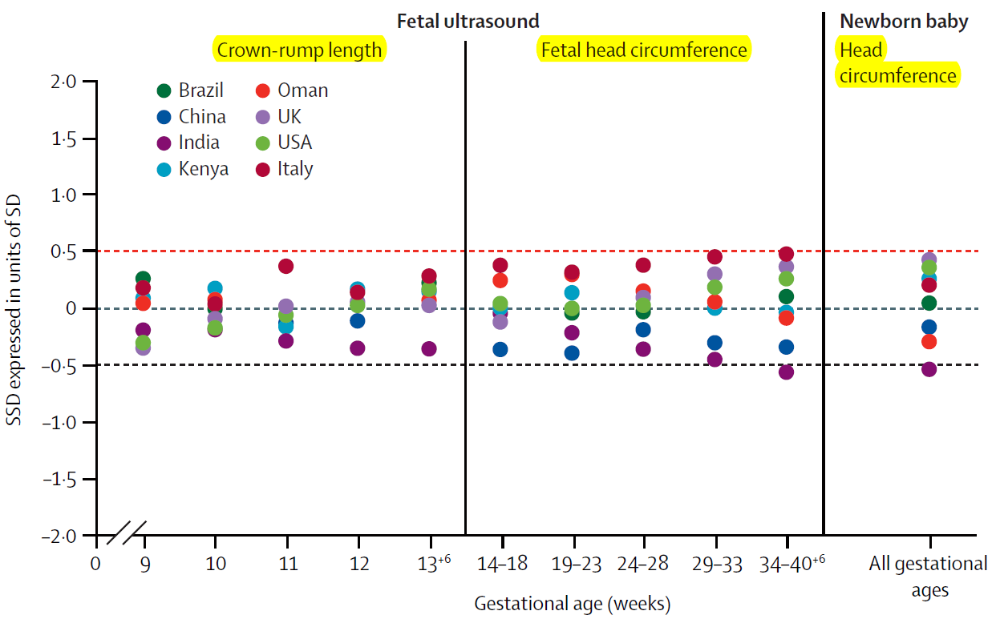 Fetal ultrasound
Newborn baby
Crown-rump length
Fetal head circumference
Head
circumference
2·0
1·5
1·0
0·5
0
–0·5
–1·0
–1·5
–2·0
SSD expressed in units of SD
Brazil
China
India
Kenya
Oman
UK
USA
Italy
0
9
10
11
12
13+6
14–18
19–23
24–28
29–33
34–40+6
All gestational
ages
Gestational age (weeks)